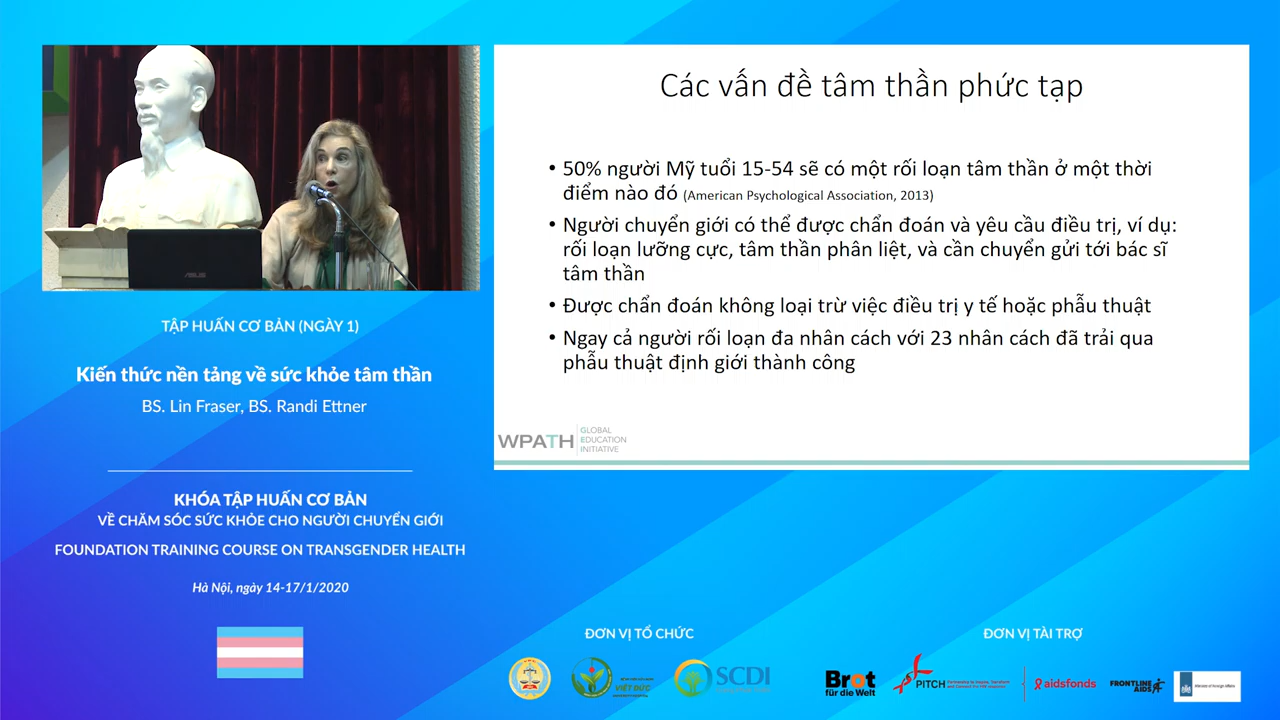 ASUS
TẬP HUẤN CƠ BẢN (NGÀY 1)
Kiến thức nền tảng về sức khỏe tâm thần
BS. Lin Fraser, BS. Randi Ettner
KHÓA TẬP HUẤN CƠ BẢN
VỀ CHĂM SÓC SỨC KHỎE CHO NGƯỜI CHUYỂN GIỚI
FOUNDATION TRAINING COURSE ON TRANSGENDER HEALTH
Hà Nội, ngày 14-17/1/2020
Các vấn đề tâm thần phức tạp
• 50% người Mỹ tuổi 15-54 sẽ có một rối loạn tâm thần ở một thời
điểm nào đó (American Psychological Association, 2013)
• Người chuyển giới có thể được chẩn đoán và yêu cầu điều trị, ví dụ:
rối loạn lưỡng cực, tâm thần phân liệt, và cần chuyển gửi tới bác sĩ
tâm thần
• Được chẩn đoán không loại trừ việc điều trị y tế hoặc phẫu thuật
• Ngay cả người rối loạn đa nhân cách với 23 nhân cách đã trải qua
phẫu thuật định giới thành công
WPATH
GLOBAL
EDUCATION
INITIATIVE
ĐƠN VỊ TỔ CHỨC
VIỆT ĐỨC
SCDI
ĐƠN VỊ TÀI TRỢ
Brot
für die Welt
PITCH
aidsfonds
FRONTLINE
AIDS
Ministry of Foreign Affairs